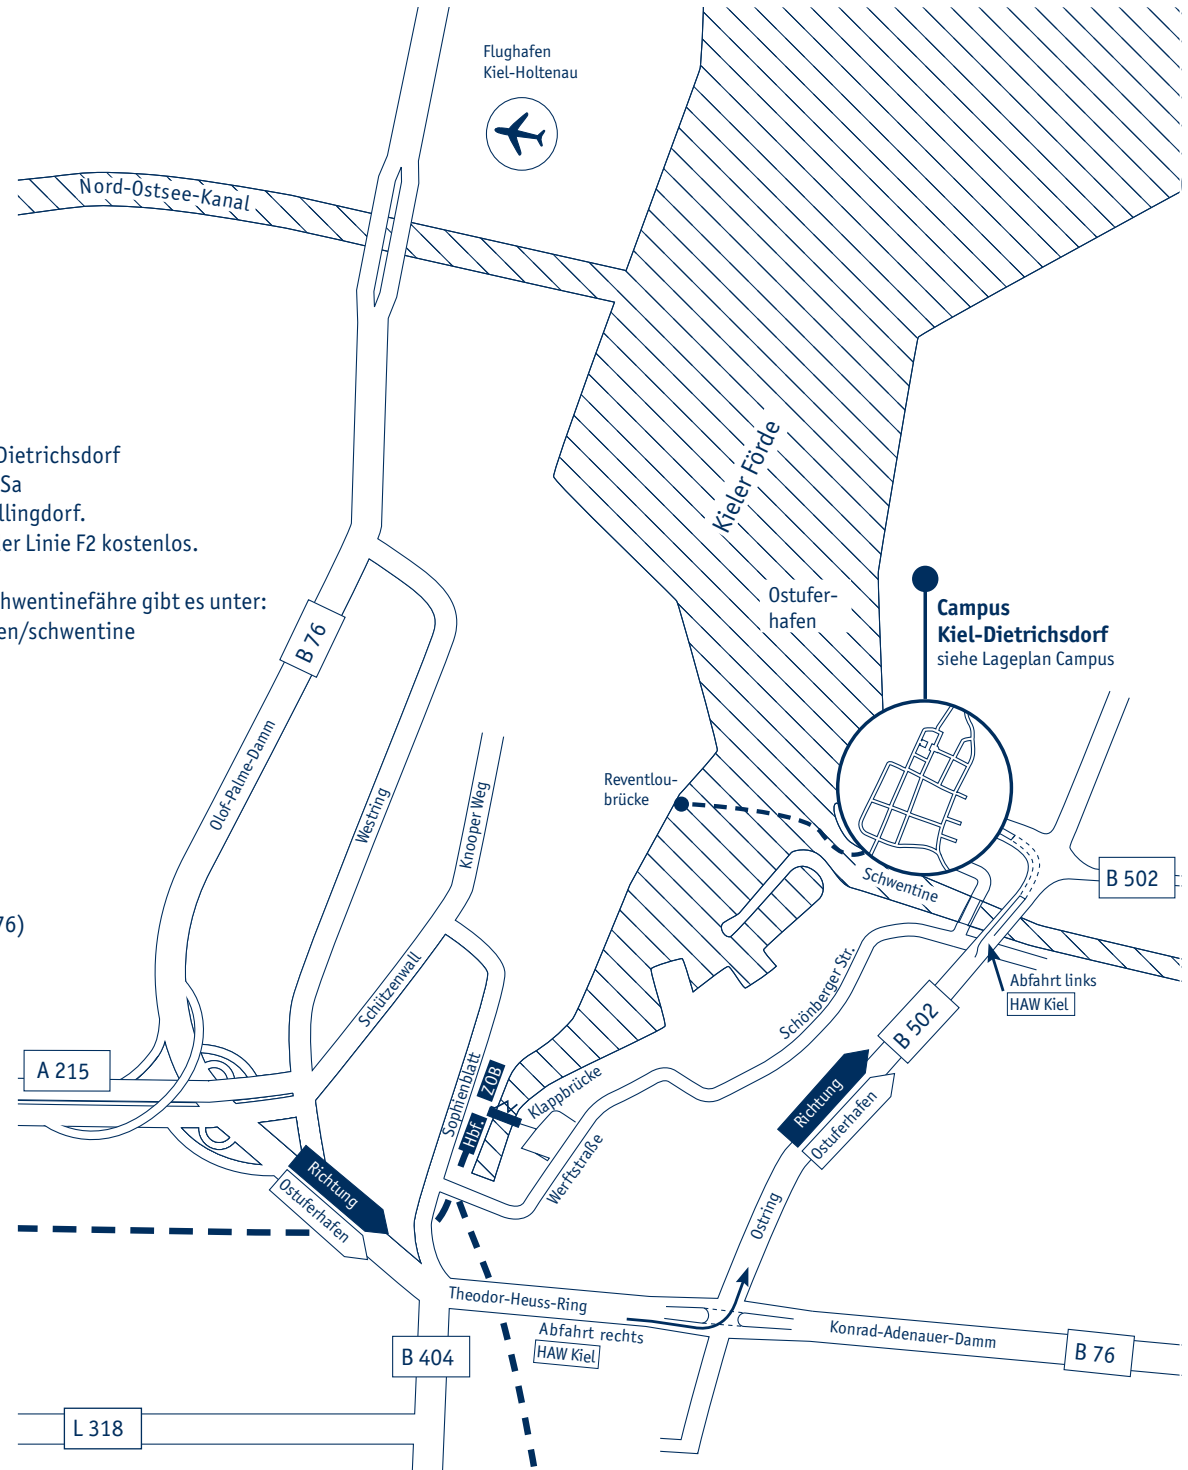 Flughafen
Kiel-Holtenau
Nord-Ostsee-Kanal
Dietrichsdorf
Sa
llingdorf.
er Linie F2 kostenlos.
hwentinefähre gibt es unter:
en/schwentine
Kieler Förde
Ostufer-
hafen
Campus
Kiel-Dietrichsdorf
siehe Lageplan Campus
B 76
Olof-Palme-Damm
Westring
Knooper Weg
Reventlou-
brücke
Schwentine
B 502
76)
Schützenwall
Schönberger Str.
Abfahrt links
HAW Kiel
B 502
A 215
Sophienblatt
ZOB
Hbf.
Klappbrücke
Werftstraße
Richtung
Ostuferhafen
Richtung
Ostuferhafen
Ostring
Theodor-Heuss-Ring
Abfahrt rechts
HAW Kiel
Konrad-Adenauer-Damm
B 76
B 404
L 318